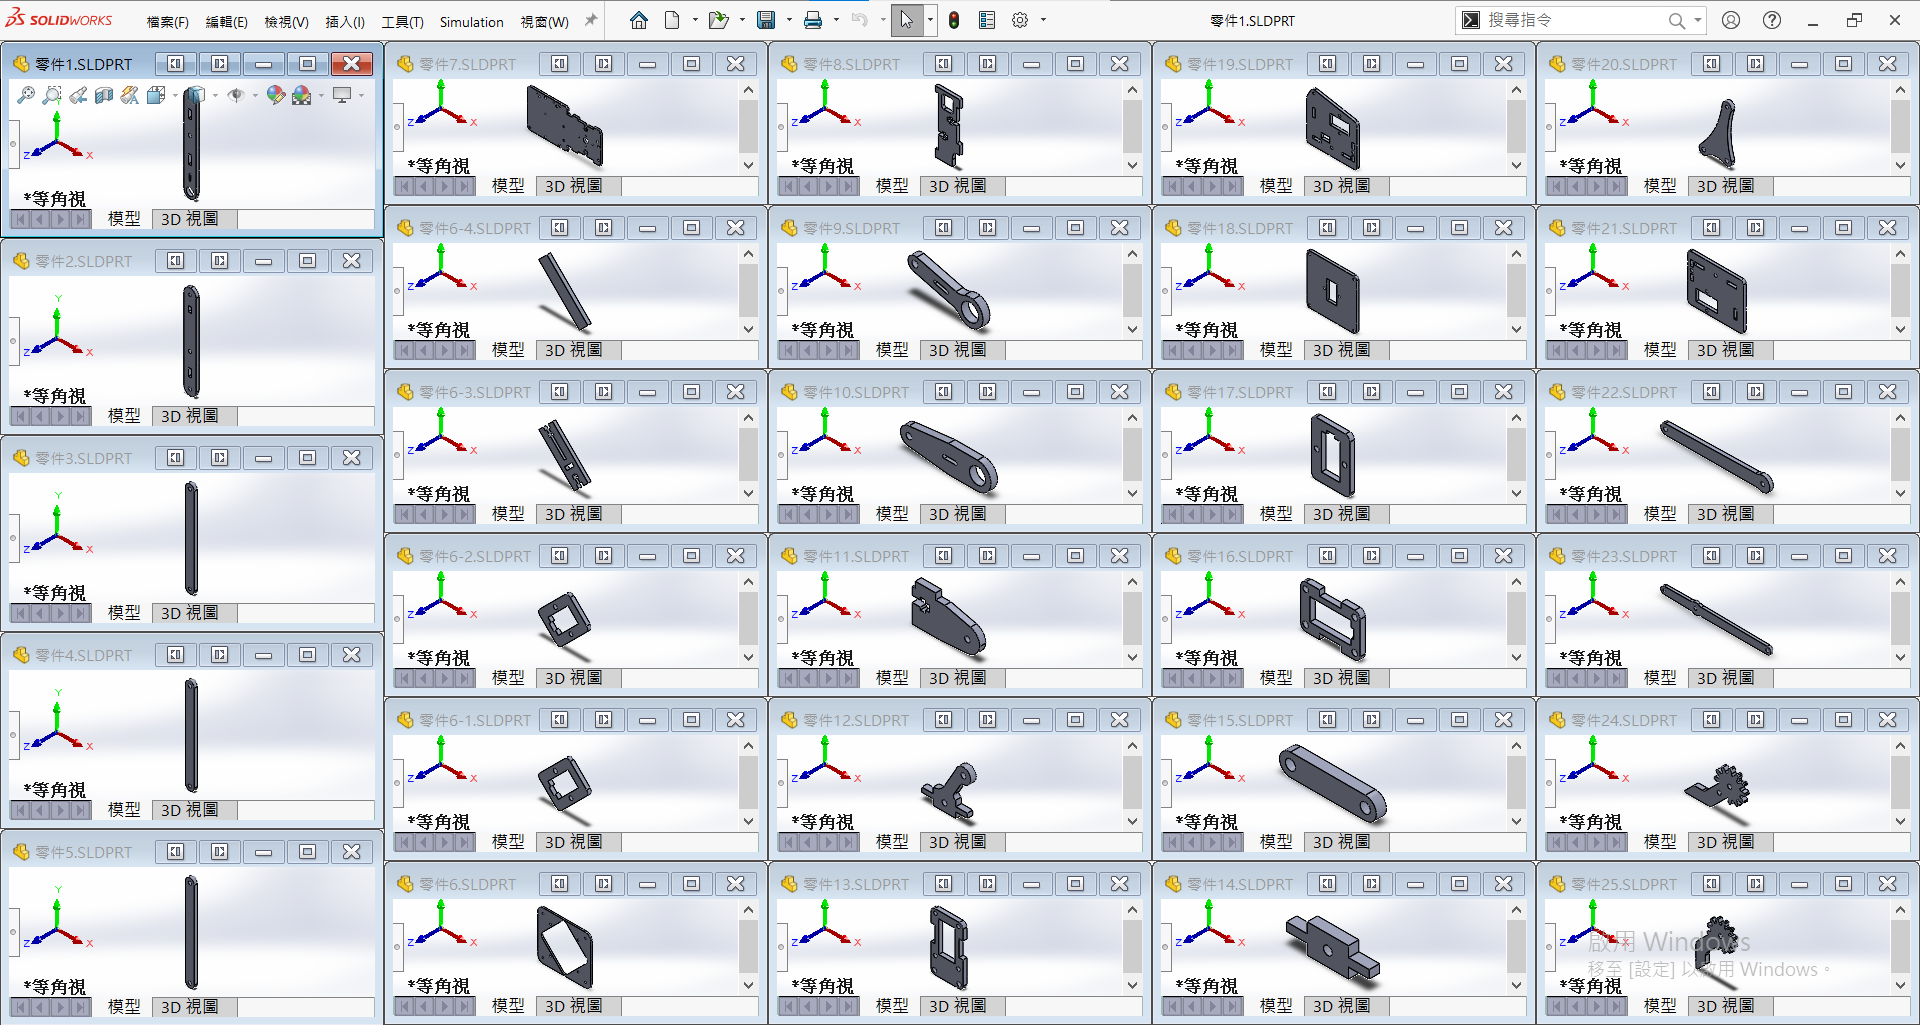 SOLIDWORKS 檔案(F) 編輯(E) 檢視(V) 插入(I) 工具(T) Simulation 視窗(W) 零件1.SLDPRT 搜尋指令
零件1.SLDPRT
Y
Z
X
*等角視
模型 3D 視圖
零件2.SLDPRT
Y
Z
X
*等角視
模型 3D 視圖
零件3.SLDPRT
Y
Z
X
*等角視
模型 3D 視圖
零件4.SLDPRT
Y
Z
X
*等角視
模型 3D 視圖
零件5.SLDPRT
Y
Z
X
*等角視
模型 3D 視圖
零件7.SLDPRT
Z
X
*等角視
模型 3D 視圖
零件6-4.SLDPRT
Z
X
*等角視
模型 3D 視圖
零件6-3.SLDPRT
Z
X
*等角視
模型 3D 視圖
零件6-2.SLDPRT
Z
X
*等角視
模型 3D 視圖
零件6-1.SLDPRT
Z
X
*等角視
模型 3D 視圖
零件6.SLDPRT
Z
X
*等角視
模型 3D 視圖
零件8.SLDPRT
Z
X
*等角視
模型 3D 視圖
零件9.SLDPRT
Z
X
*等角視
模型 3D 視圖
零件10.SLDPRT
Z
X
*等角視
模型 3D 視圖
零件11.SLDPRT
Z
X
*等角視
模型 3D 視圖
零件12.SLDPRT
Z
X
*等角視
模型 3D 視圖
零件13.SLDPRT
Z
X
*等角視
模型 3D 視圖
零件19.SLDPRT
Z
X
*等角視
模型 3D 視圖
零件18.SLDPRT
Z
X
*等角視
模型 3D 視圖
零件17.SLDPRT
Z
X
*等角視
模型 3D 視圖
零件16.SLDPRT
Z
X
*等角視
模型 3D 視圖
零件15.SLDPRT
Z
X
*等角視
模型 3D 視圖
零件14.SLDPRT
Z
X
*等角視
模型 3D 視圖
零件20.SLDPRT
Z
X
*等角視
模型 3D 視圖
零件21.SLDPRT
Z
X
*等角視
模型 3D 視圖
零件22.SLDPRT
Z
X
*等角視
模型 3D 視圖
零件23.SLDPRT
Z
X
*等角視
模型 3D 視圖
零件24.SLDPRT
Z
X
*等角視
模型 3D 視圖
零件25.SLDPRT
Z
X
啟用 Windows
移至 [設定] 以啟用 Windows。
*等角視
模型 3D 視圖